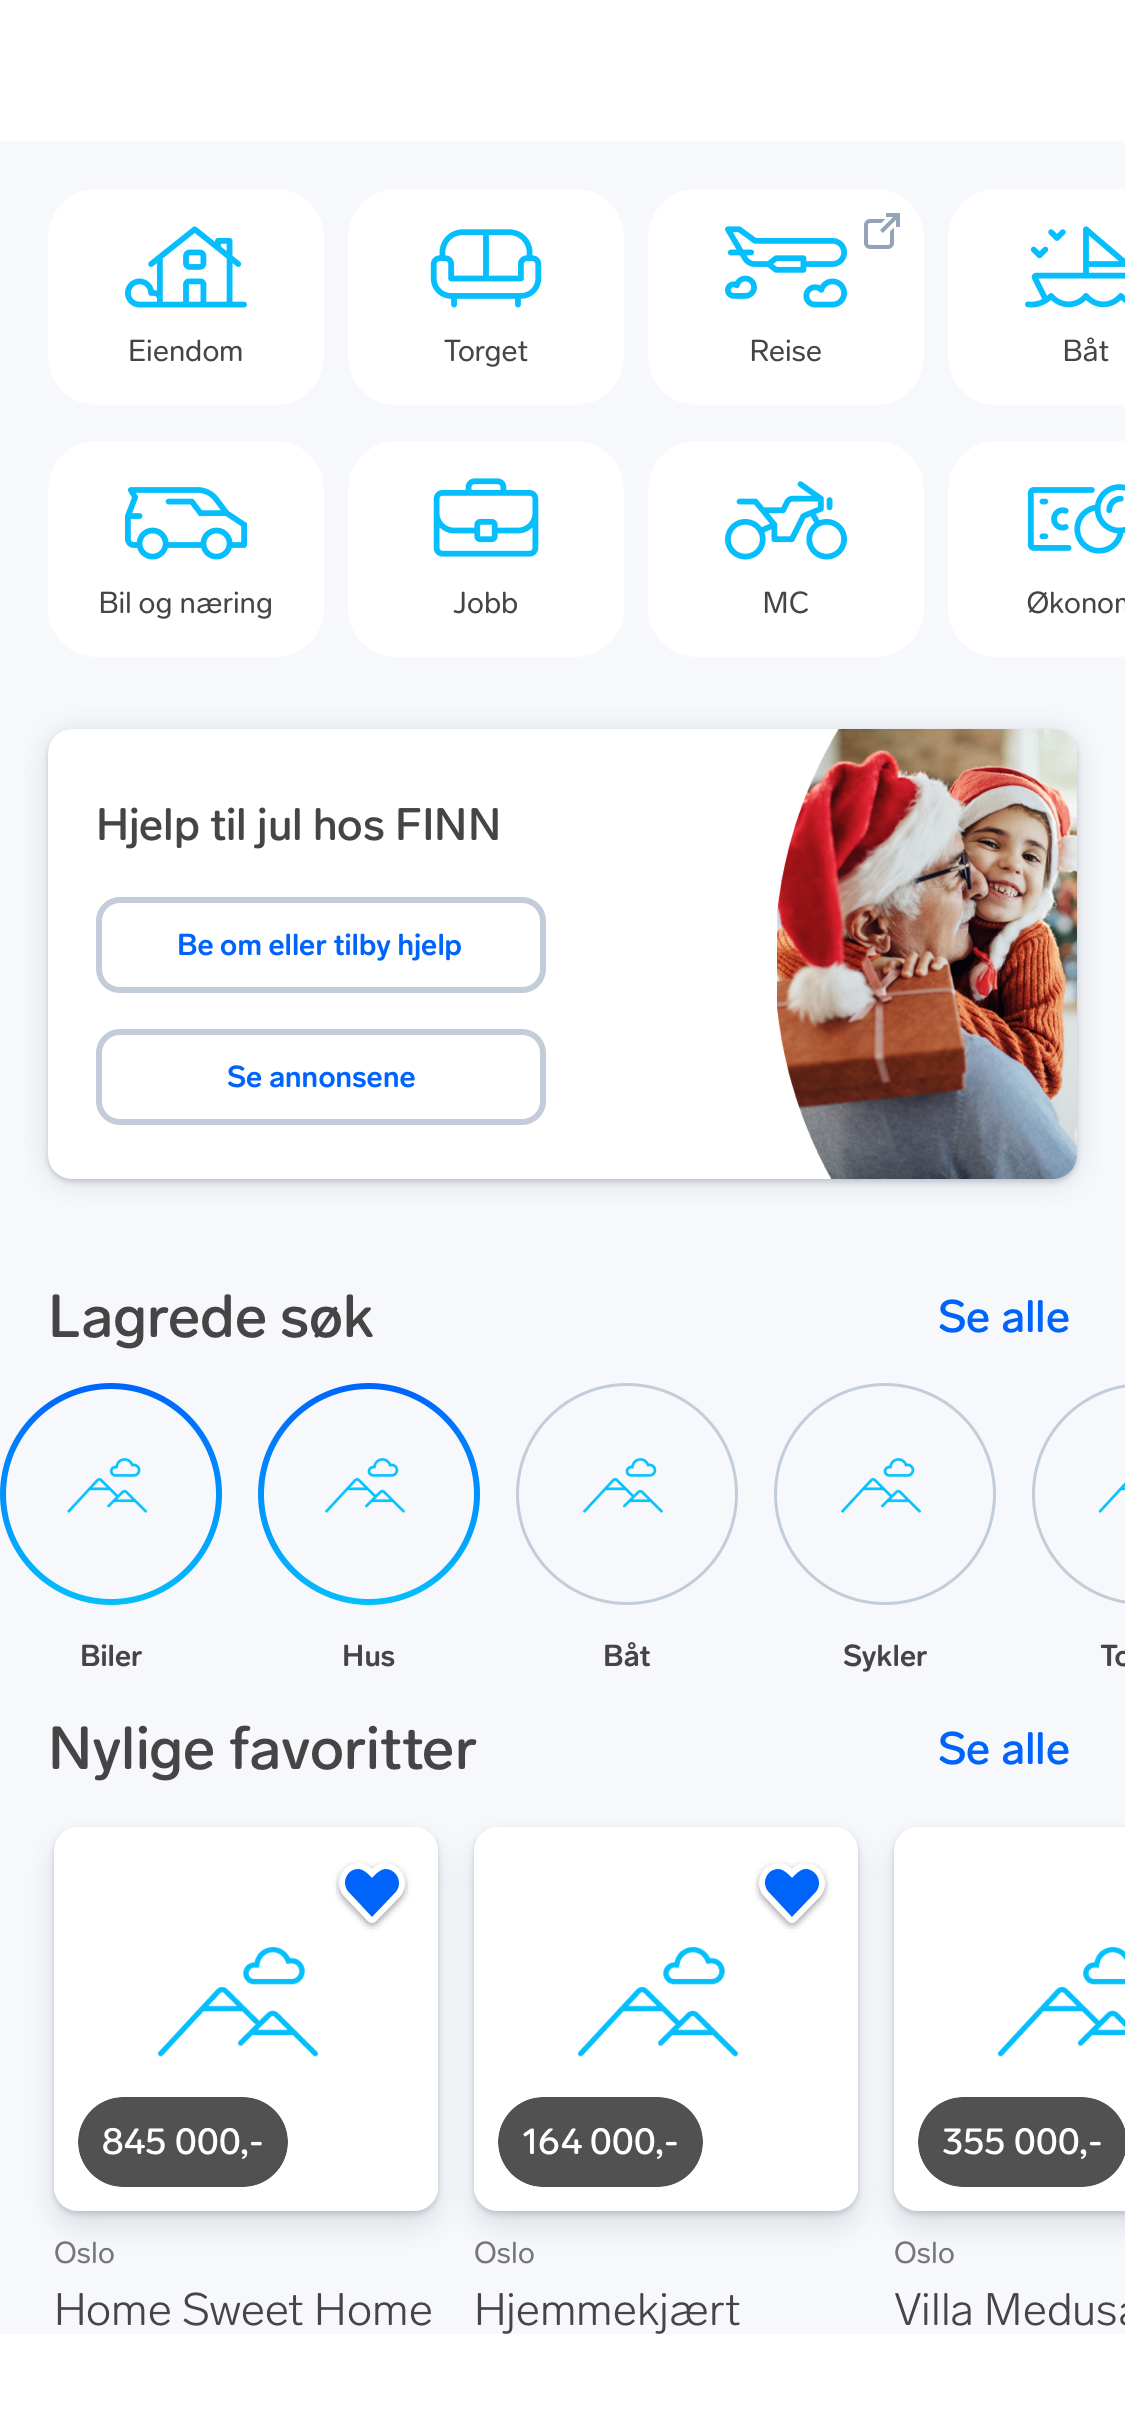 Eiendom
Torget
Reise
Båt
Bil og næring
Jobb
MC
Hjelp til jul hos FINN
Be om eller tilby hjelp
Se annonsene
Lagrede søk
Se alle
Biler
Hus
Båt
Sykler
Nylige favoritter
Se alle
845 000,-
164 000,-
355 000,-
Oslo
Oslo
Oslo
Home Sweet Home
Hjemmekjært
Villa Medusa